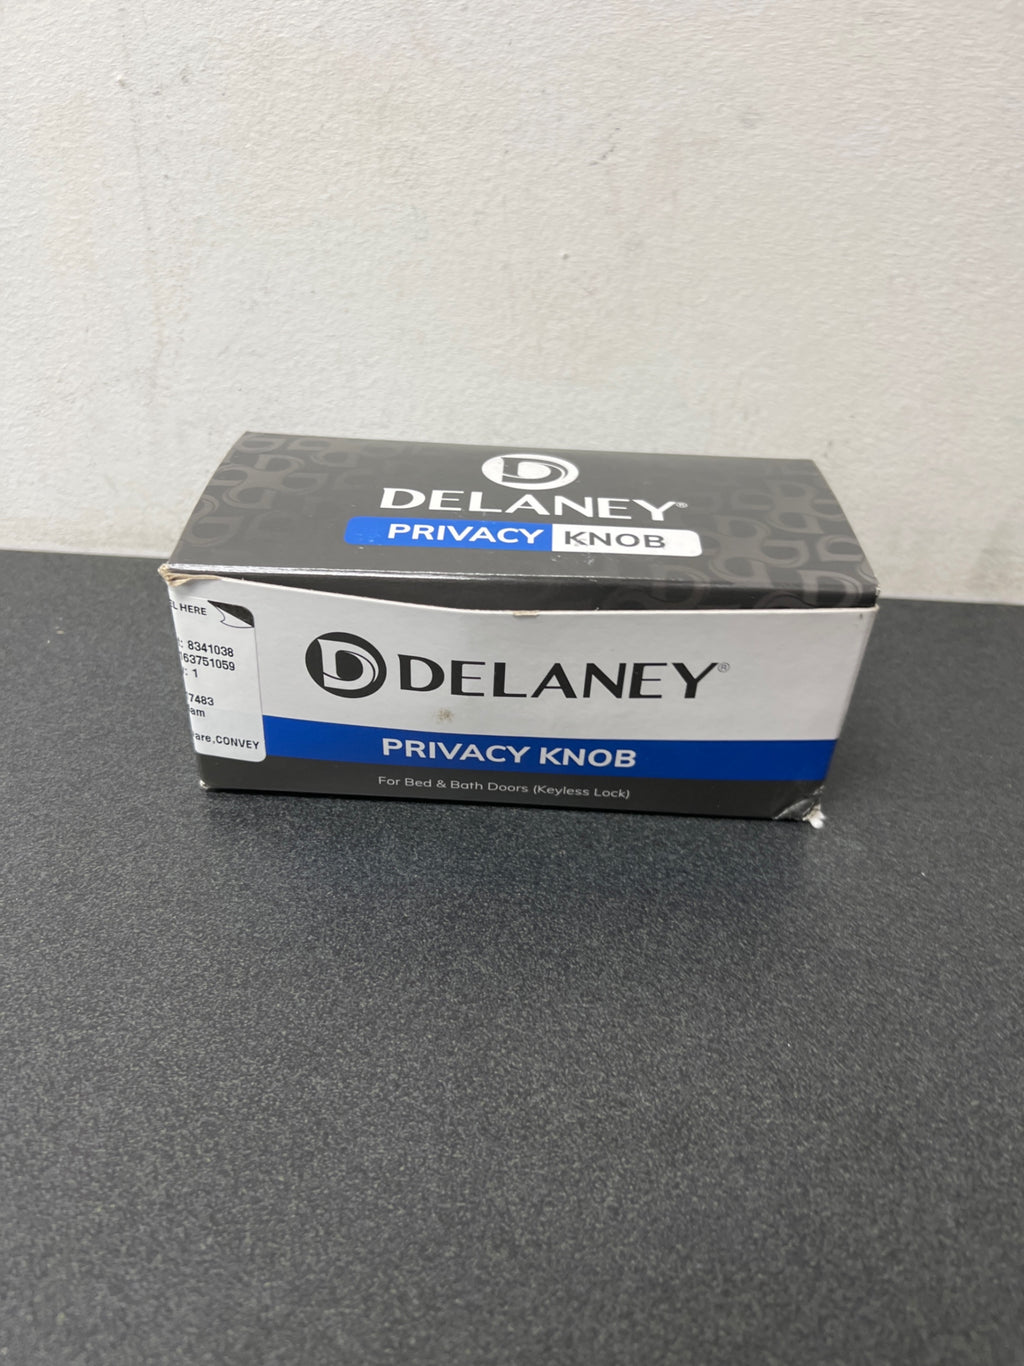 DELANEY®
PRIVACY KNOB
EL HERE
: 8341038
63751059
: 1
7483
am
are,CONVEY
DELANEY®
PRIVACY KNOB
For Bed & Bath Doors (Keyless Lock)